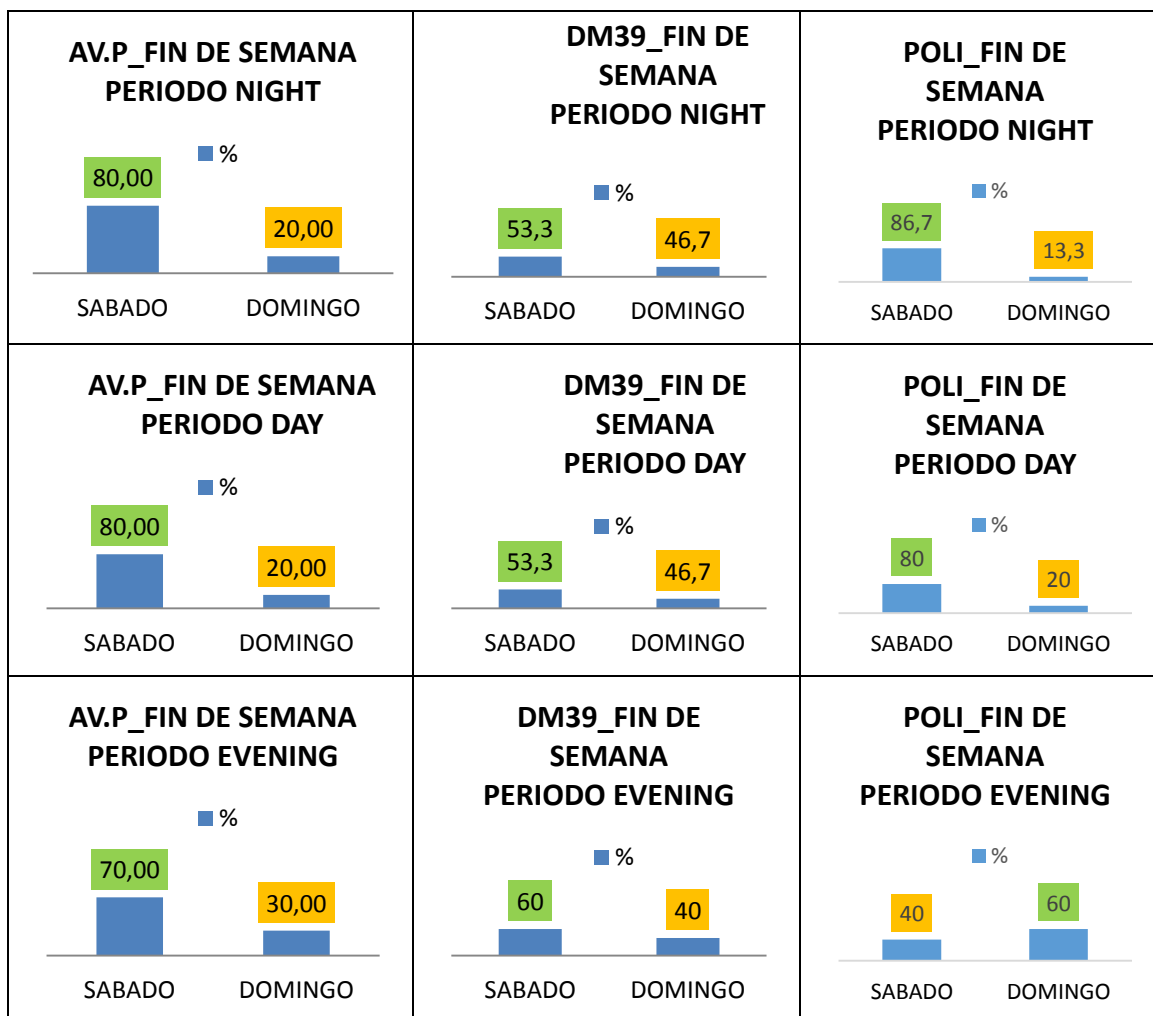 AV.P_FIN DE SEMANA
PERIODO NIGHT
%
80,00
20,00
SABADO DOMINGO
DM39_FIN DE
SEMANA
PERIODO NIGHT
%
53,3
46,7
SABADO DOMINGO
POLI_FIN DE
SEMANA
PERIODO NIGHT
%
86,7
13,3
SABADO DOMINGO
AV.P_FIN DE SEMANA
PERIODO DAY
%
80,00
20,00
SABADO DOMINGO
DM39_FIN DE
SEMANA
PERIODO DAY
%
53,3
46,7
SABADO DOMINGO
POLI_FIN DE
SEMANA
PERIODO DAY
%
80
20
SABADO DOMINGO
AV.P_FIN DE SEMANA
PERIODO EVENING
%
70,00
30,00
SABADO DOMINGO
DM39_FIN DE
SEMANA
PERIODO EVENING
%
60
40
SABADO DOMINGO
POLI_FIN DE
SEMANA
PERIODO EVENING
%
40
60
SABADO DOMINGO